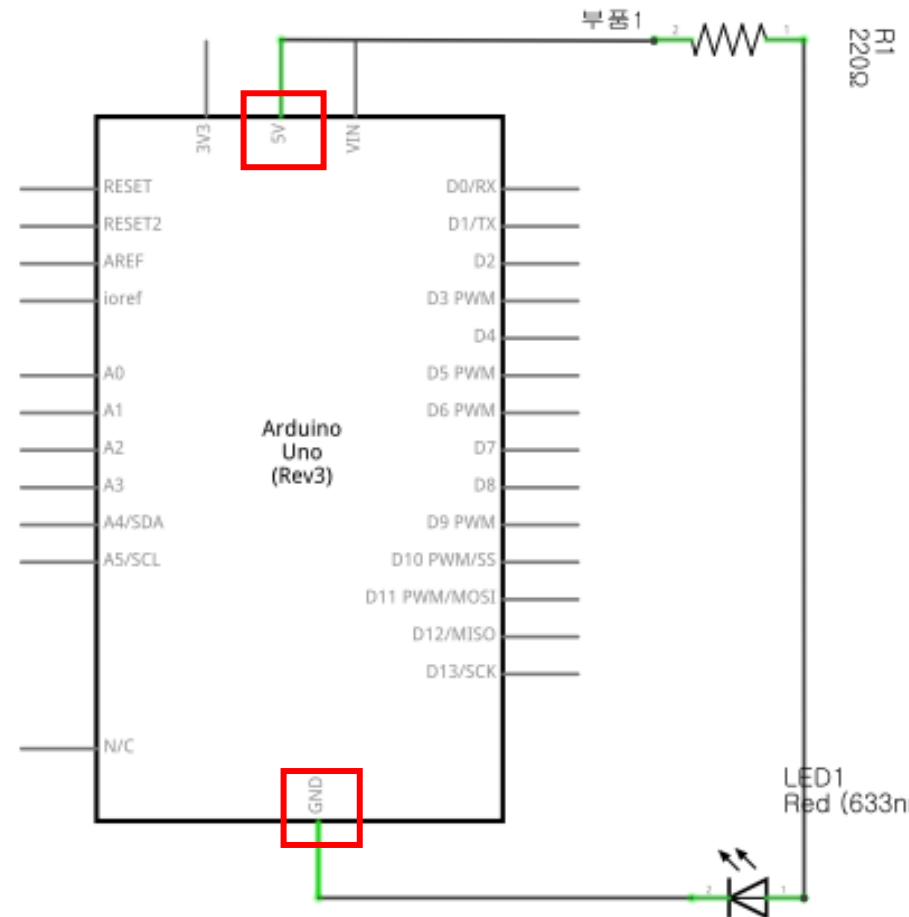 부품1
2
1
R1
220Ω
3V3
5V
VIN
RESET
RESET2
AREF
ioref
A0
A1
A2
A3
A4/SDA
A5/SCL
N/C
D0/RX
D1/TX
D2
D3 PWM
D4
D5 PWM
D6 PWM
D7
D8
D9 PWM
D10 PWM/SS
D11 PWM/MOSI
D12/MISO
D13/SCK
Arduino
Uno
(Rev3)
GND
LED1
Red (633n
2
1